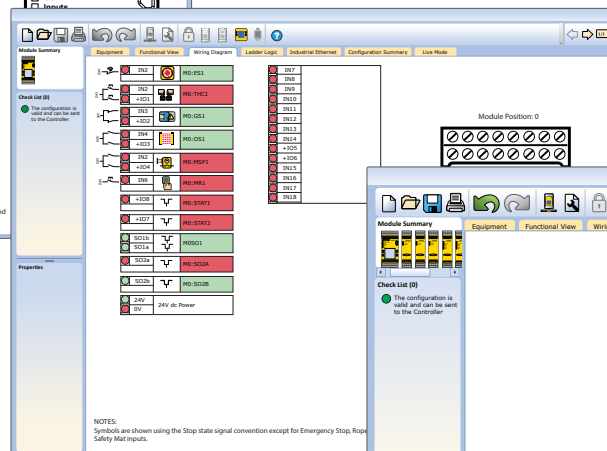 Inputs
Module Summary
Equipment
Functional View
Wiring Diagram
Ladder Logic
Industrial Ethernet
Configuration Summary
Live Mode
Check List (0)
The configuration is
valid and can be sent
to the Controller
Properties
IN2
M0:ES1
IN2
+IO1
M0:THC1
IN3
+IO2
M0:GS1
IN4
+IO3
M0:OS1
IN2
+IO4
M0:MSP1
IN6
M0:MR1
+IO8
M0:STAT1
+IO7
M0:STAT2
SO1b
SO1a
M0SO1
SO2a
M0:SO2A
SO2b
M0:SO2B
24V
0V
24V dc Power
IN7
IN8
IN9
IN10
IN11
IN12
IN13
IN14
+IO5
+IO6
IN15
IN16
IN17
IN18
Module Position: 0
NOTES:
Symbols are shown using the Stop state signal convention except for Emergency Stop, Rope
Safety Mat inputs.
Module Summary
Equipment
Functional View
Wiri
Check List (0)
The configuration is
valid and can be sent
to the Controller